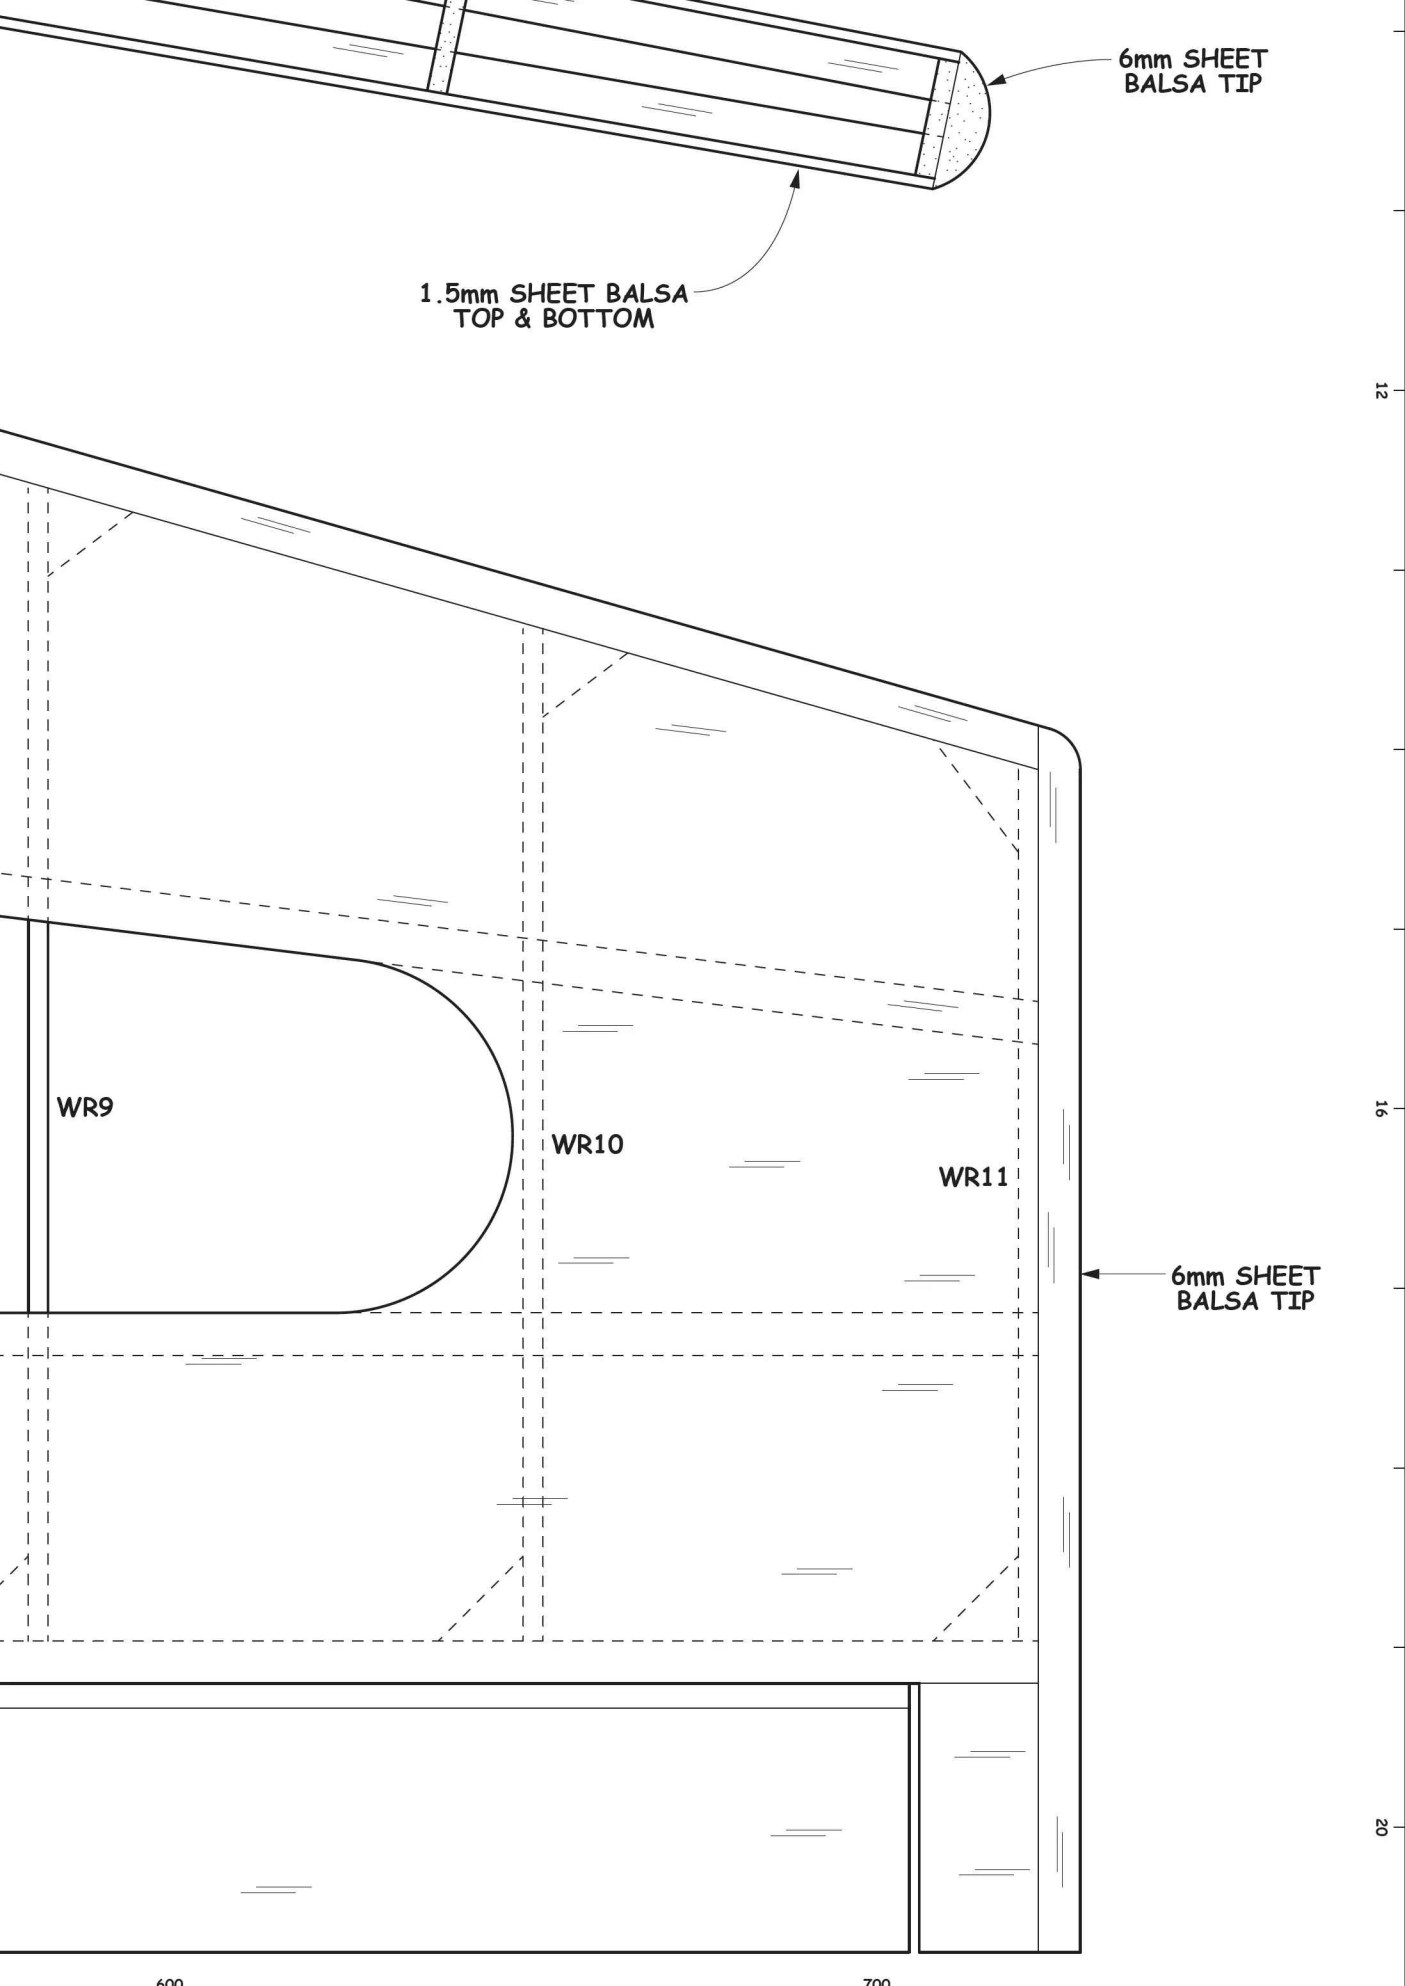 6mm SHEET
BALSA TIP
1.5mm SHEET BALSA
TOP & BOTTOM
12
WR9
WR10
16
WR11
6mm SHEET
BALSA TIP
20
600
700